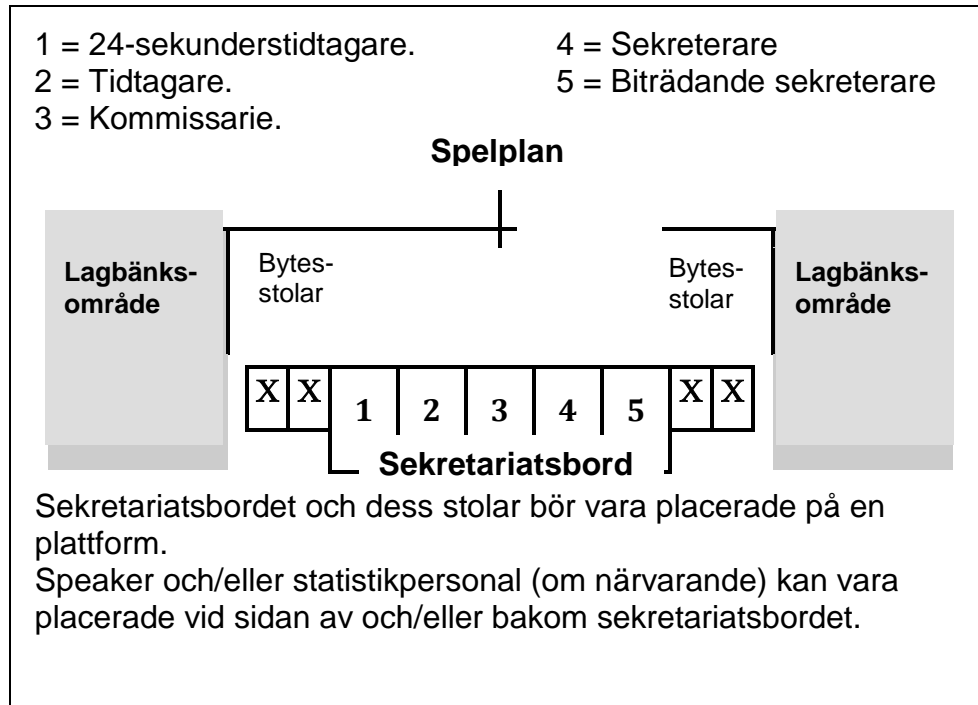 1 = 24-sekunderstidtagare.
4 = Sekreterare
2 = Tidtagare.
5 = Biträdande sekreterare
3 = Kommissarie.
Spelplan
Lagbänks-
område
Bytes-
stolar
Bytes-
stolar
Lagbänks-
område
X X 1 2 3 4 5 X X
Sekretariatsbord
Sekretariatsbordet och dess stolar bör vara placerade på en
plattform.
Speaker och/eller statistikpersonal (om närvarande) kan vara
placerade vid sidan av och/eller bakom sekretariatsbordet.